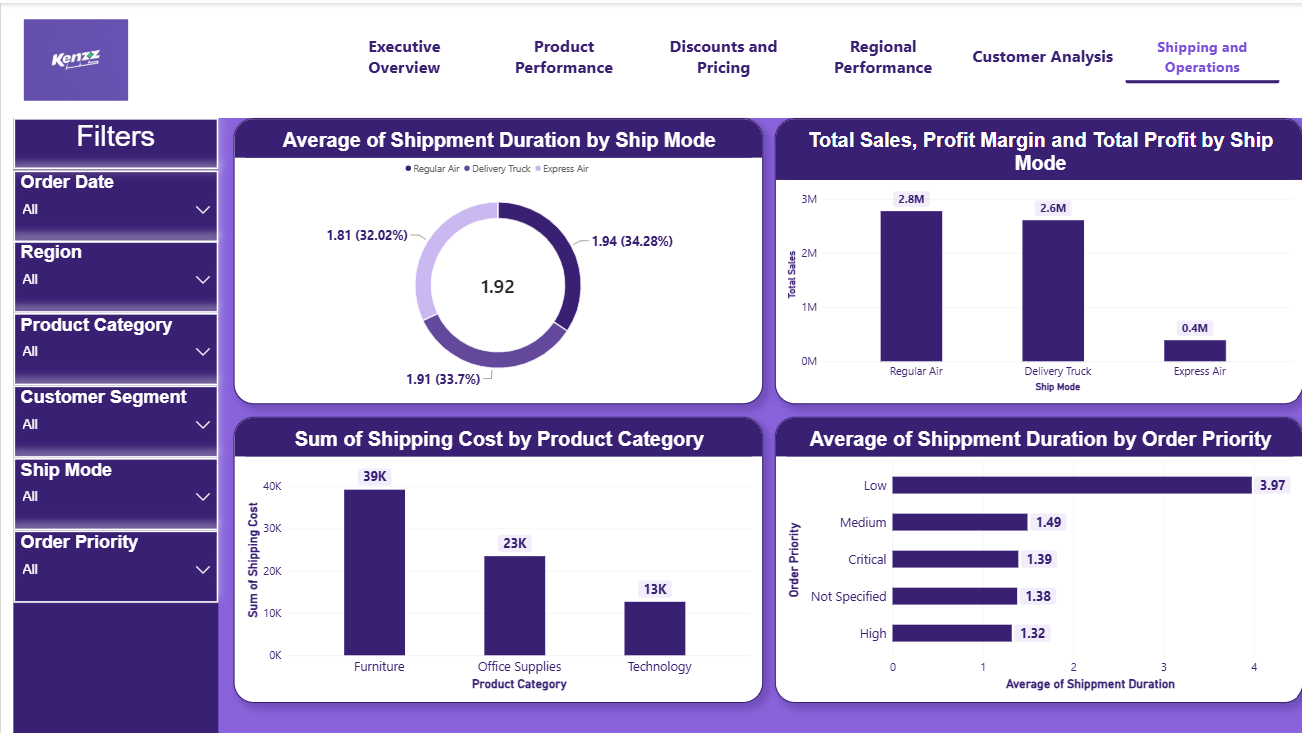 Kenzz
Executive
Overview
Product
Performance
Discounts and
Pricing
Regional
Performance
Customer Analysis
Shipping and
Operations
Filters
Order Date
All
Region
All
Product Category
All
Customer Segment
All
Ship Mode
All
Order Priority
All
Average of Shippment Duration by Ship Mode
Regular Air Delivery Truck Express Air
1.81 (32.02%)
1.94 (34.28%)
1.92
1.91 (33.7%)
Total Sales, Profit Margin and Total Profit by Ship
Mode
Total Sales
3M
2M
1M
0M
2.8M
2.6M
0.4M
Regular Air
Delivery Truck
Express Air
Ship Mode
Sum of Shipping Cost by Product Category
Sum of Shipping Cost
40K
30K
20K
10K
0K
39K
23K
13K
Furniture
Office Supplies
Technology
Product Category
Average of Shippment Duration by Order Priority
Order Priority
Low 3.97
Medium 1.49
Critical 1.39
Not Specified 1.38
High 1.32
0 1 2 3 4
Average of Shippment Duration